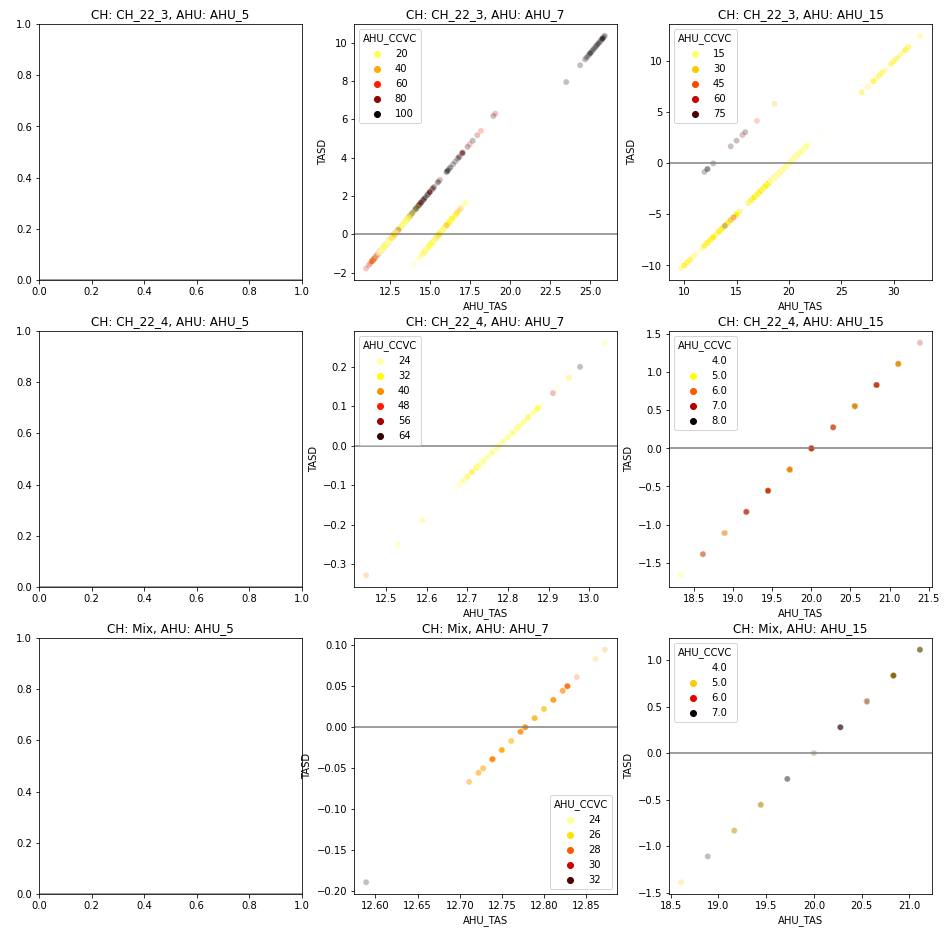 CH: CH_22_3, AHU: AHU_5
1.0
0.8
0.6
0.4
0.2
0.0
0.0 0.2 0.4 0.6 0.8 1.0
CH: CH_22_3, AHU: AHU_7
AHU_CCVC
20
40
60
80
100
TASD
10
8
6
4
2
0
−2
12.5 15.0 17.5 20.0 22.5 25.0
AHU_TAS
CH: CH_22_3, AHU: AHU_15
AHU_CCVC
15
30
45
60
75
TASD
10
5
0
−5
−10
10 15 20 25 30
AHU_TAS
CH: CH_22_4, AHU: AHU_5
1.0
0.8
0.6
0.4
0.2
0.0
0.0 0.2 0.4 0.6 0.8 1.0
CH: CH_22_4, AHU: AHU_7
AHU_CCVC
24
32
40
48
56
64
TASD
0.2
0.1
0.0
−0.1
−0.2
−0.3
12.5 12.6 12.7 12.8 12.9 13.0
AHU_TAS
CH: CH_22_4, AHU: AHU_15
AHU_CCVC
4.0
5.0
6.0
7.0
8.0
TASD
1.5
1.0
0.5
0.0
−0.5
−1.0
−1.5
18.5 19.0 19.5 20.0 20.5 21.0 21.5
AHU_TAS
CH: Mix, AHU: AHU_5
1.0
0.8
0.6
0.4
0.2
0.0
0.0 0.2 0.4 0.6 0.8 1.0
CH: Mix, AHU: AHU_7
TASD
0.10
0.05
0.00
−0.05
−0.10
−0.15
−0.20
AHU_CCVC
24
26
28
30
32
12.60 12.65 12.70 12.75 12.80 12.85
AHU_TAS
CH: Mix, AHU: AHU_15
AHU_CCVC
4.0
5.0
6.0
7.0
TASD
1.0
0.5
0.0
−0.5
−1.0
−1.5
18.5 19.0 19.5 20.0 20.5 21.0
AHU_TAS